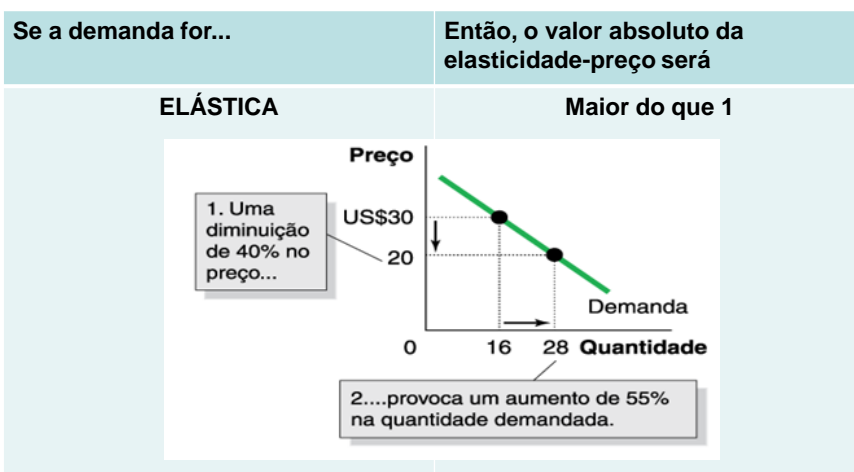 Se a demanda for...
Então, o valor absoluto da
elasticidade-preço será
ELÁSTICA
Maior do que 1
Preço
1. Uma
diminuição
de 40% no
preço...
US$30
20
Demanda
0
16
28
Quantidade
2....provoca um aumento de 55%
na quantidade demandada.